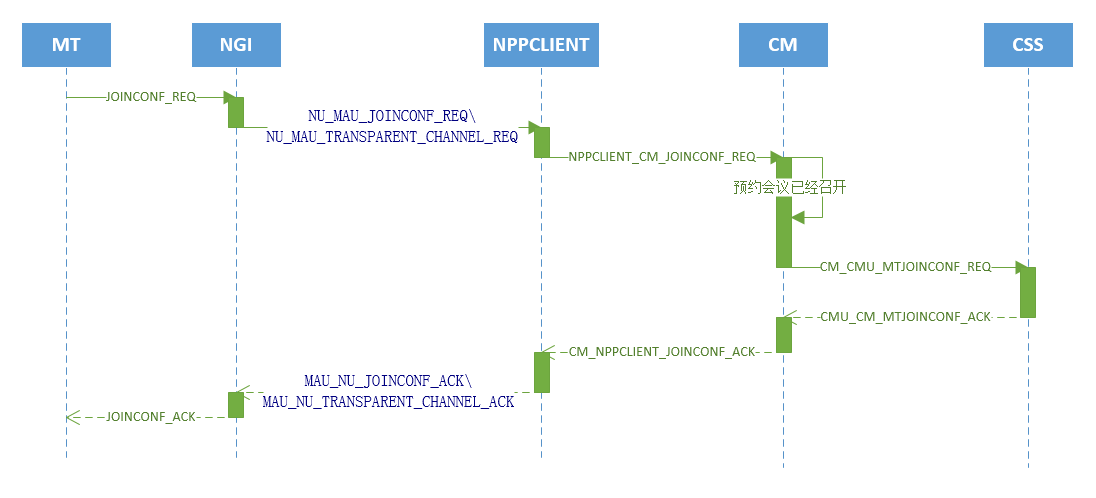 MT
NGI
NPPCLIENT
CM
CSS
JOINCONF_REQ
NU_MAU_JOINCONF_REQ\
NU_MAU_TRANSPARENT_CHANNEL_REQ
NPPCLIENT_CM_JOINCONF_REQ
预约会议已经召开
CM_CMU_MTJOINCONF_REQ
CMU_CM_MTJOINCONF_ACK
CM_NPPCLIENT_JOINCONF_ACK
MAU_NU_JOINCONF_ACK\
MAU_NU_TRANSPARENT_CHANNEL_ACK
JOINCONF_ACK